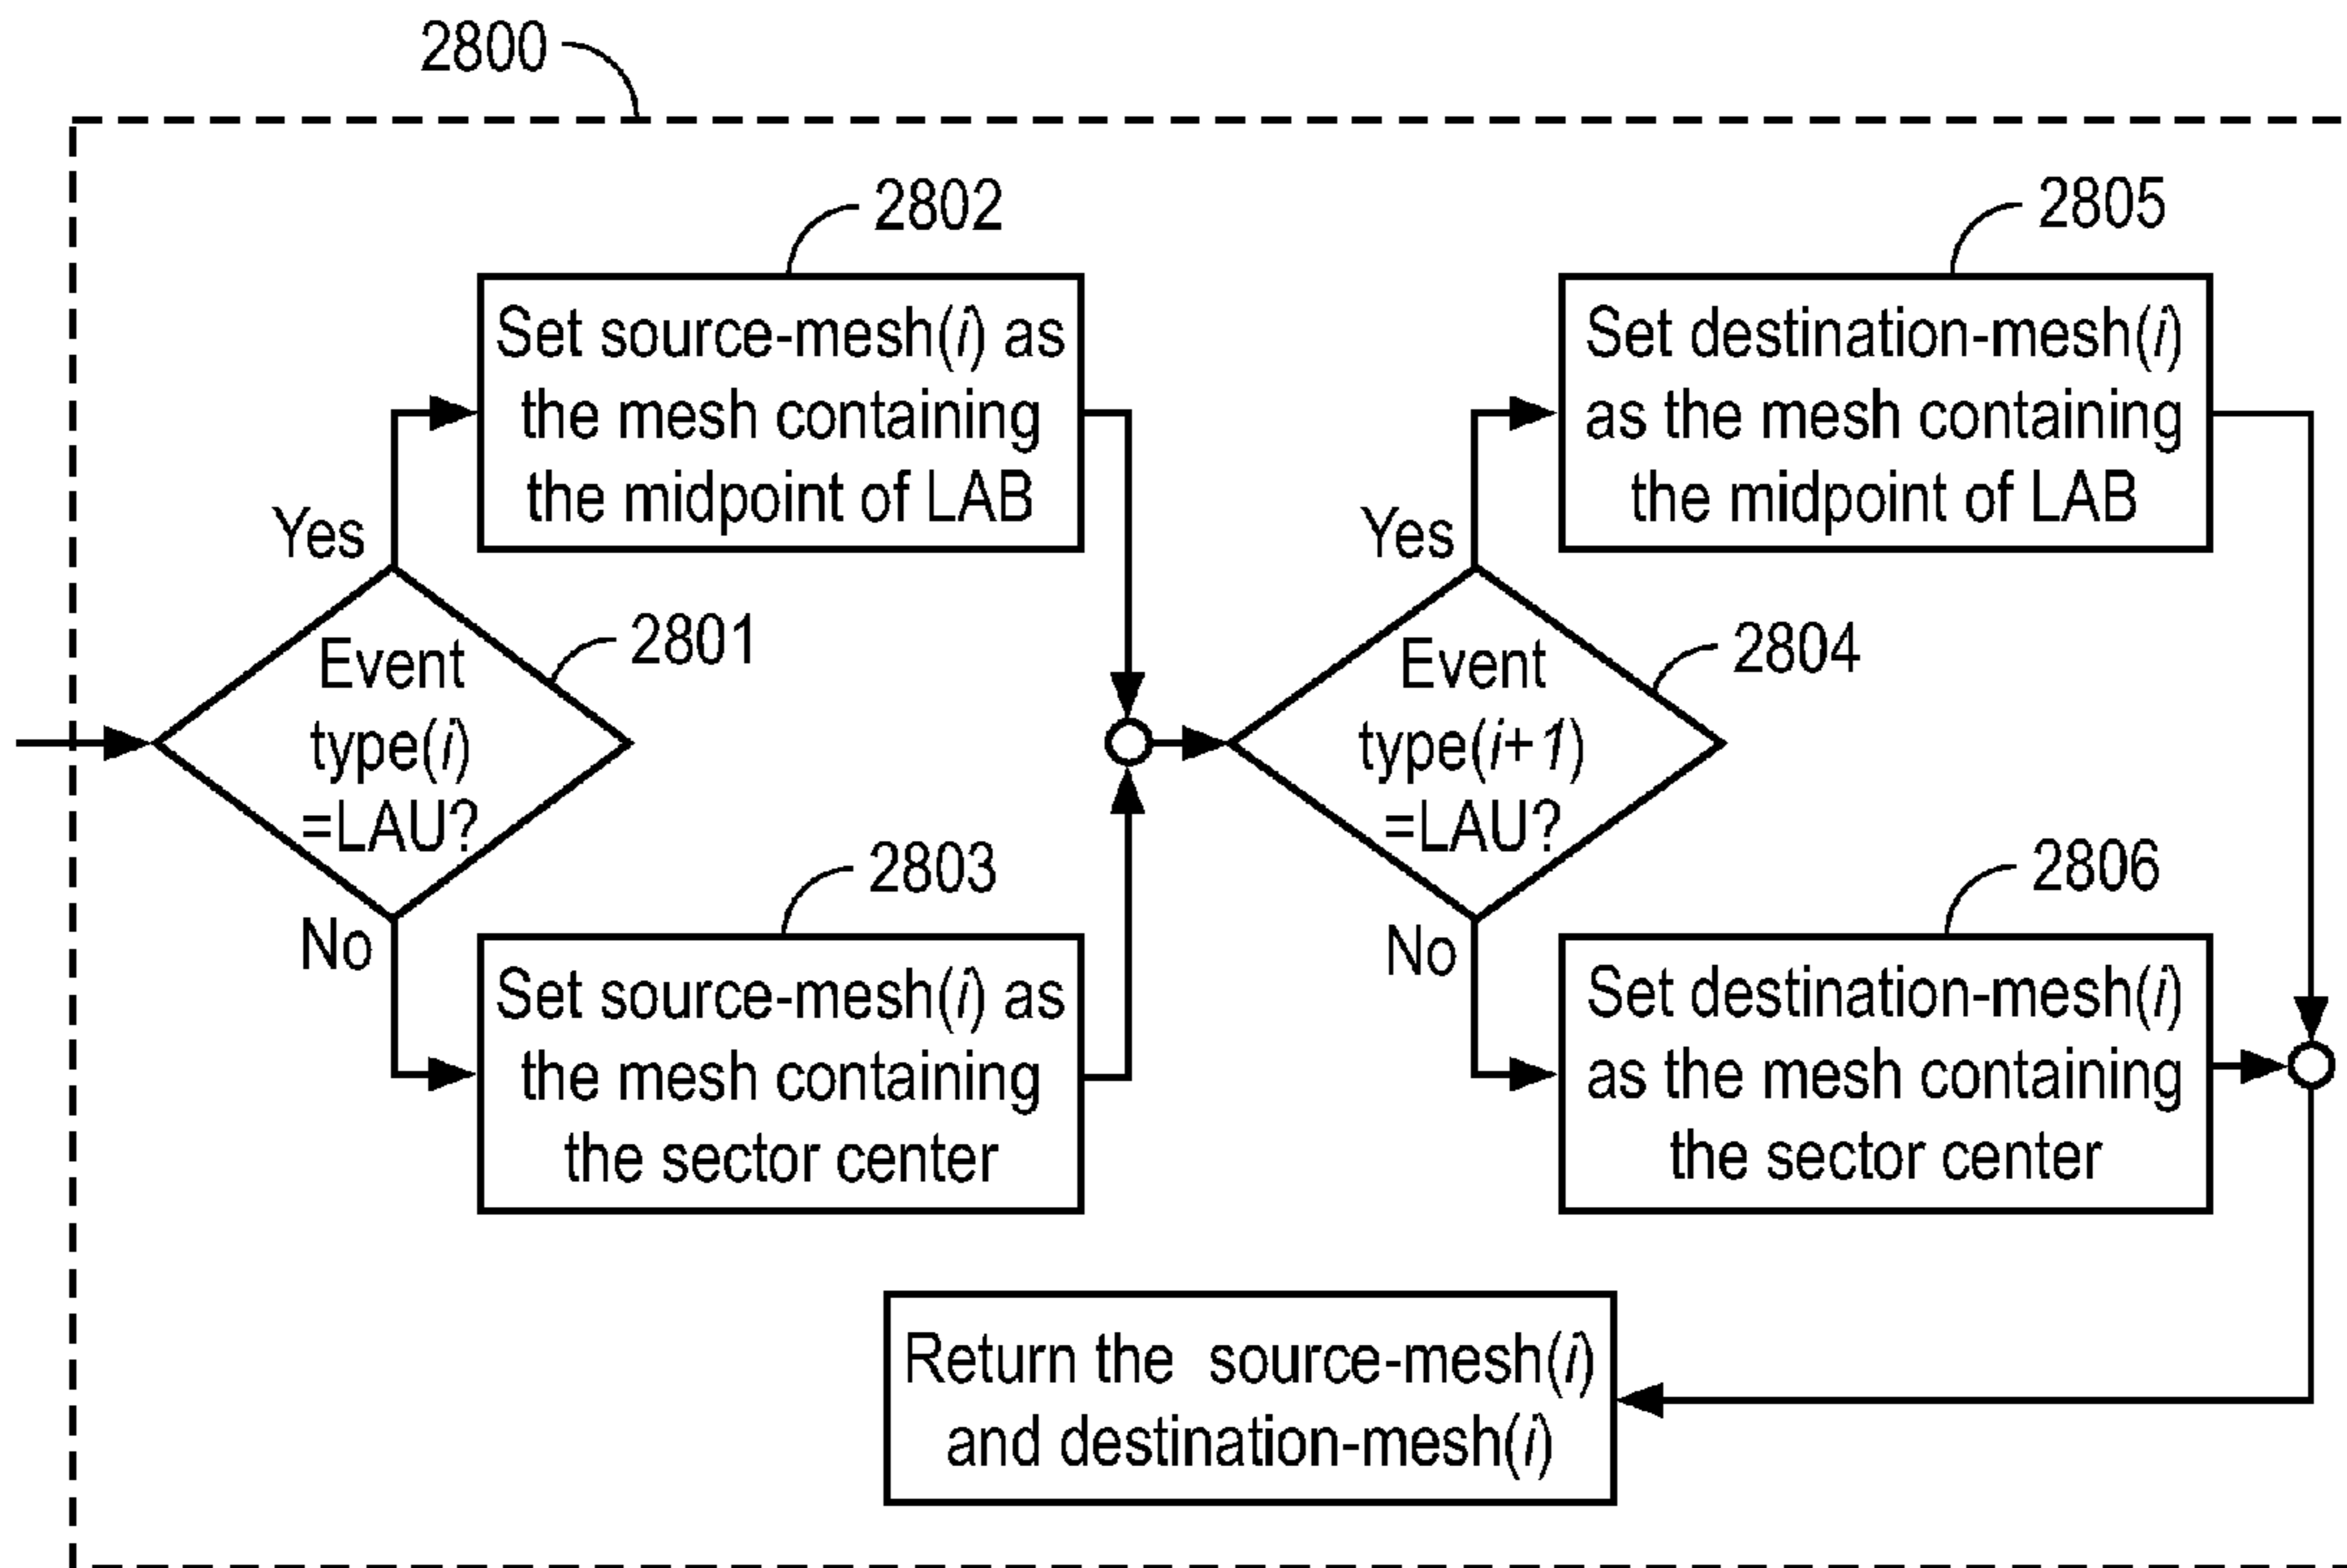 2800
2802
Set source-mesh(i) as
the mesh containing
the midpoint of LAB
2805
Set destination-mesh(i)
as the mesh containing
the midpoint of LAB
Yes
2801
Event
type(i)
=LAU?
No
Yes
2804
Event
type(i+1)
=LAU?
No
2803
Set source-mesh(i) as
the mesh containing
the sector center
2806
Set destination-mesh(i)
as the mesh containing
the sector center
Return the source-mesh(i)
and destination-mesh(i)